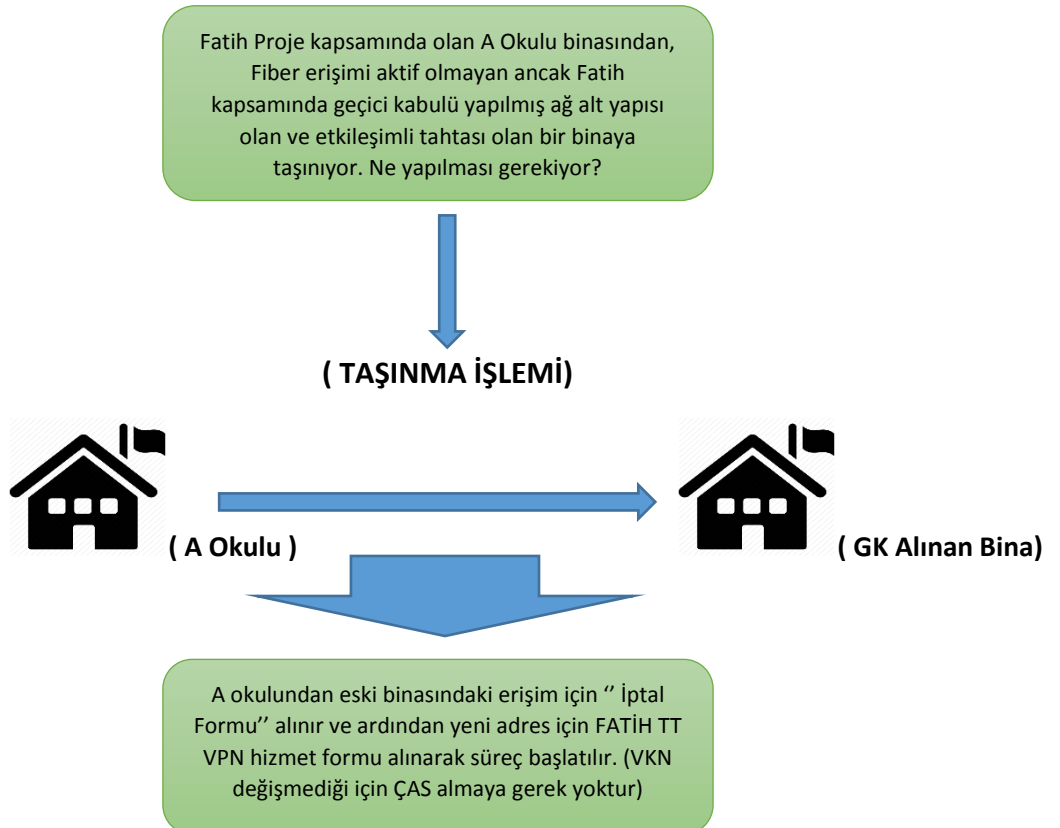 Fatih Proje kapsamında olan A Okulu binasından,
Fiber erişimi aktif olmayan ancak Fatih
kapsamında geçici kabulü yapılmış ağ alt yapısı
olan ve etkileşimli tahtası olan bir binaya
taşınıyor. Ne yapılması gerekiyor?
( TAŞINMA İŞLEMİ)
( A Okulu )
( GK Alınan Bina)
A okulundan eski binasındaki erişim için ‘’ İptal
Formu’’ alınır ve ardından yeni adres için FATİH TT
VPN hizmet formu alınarak süreç başlatılır. (VKN
değişmediği için ÇAS almaya gerek yoktur)